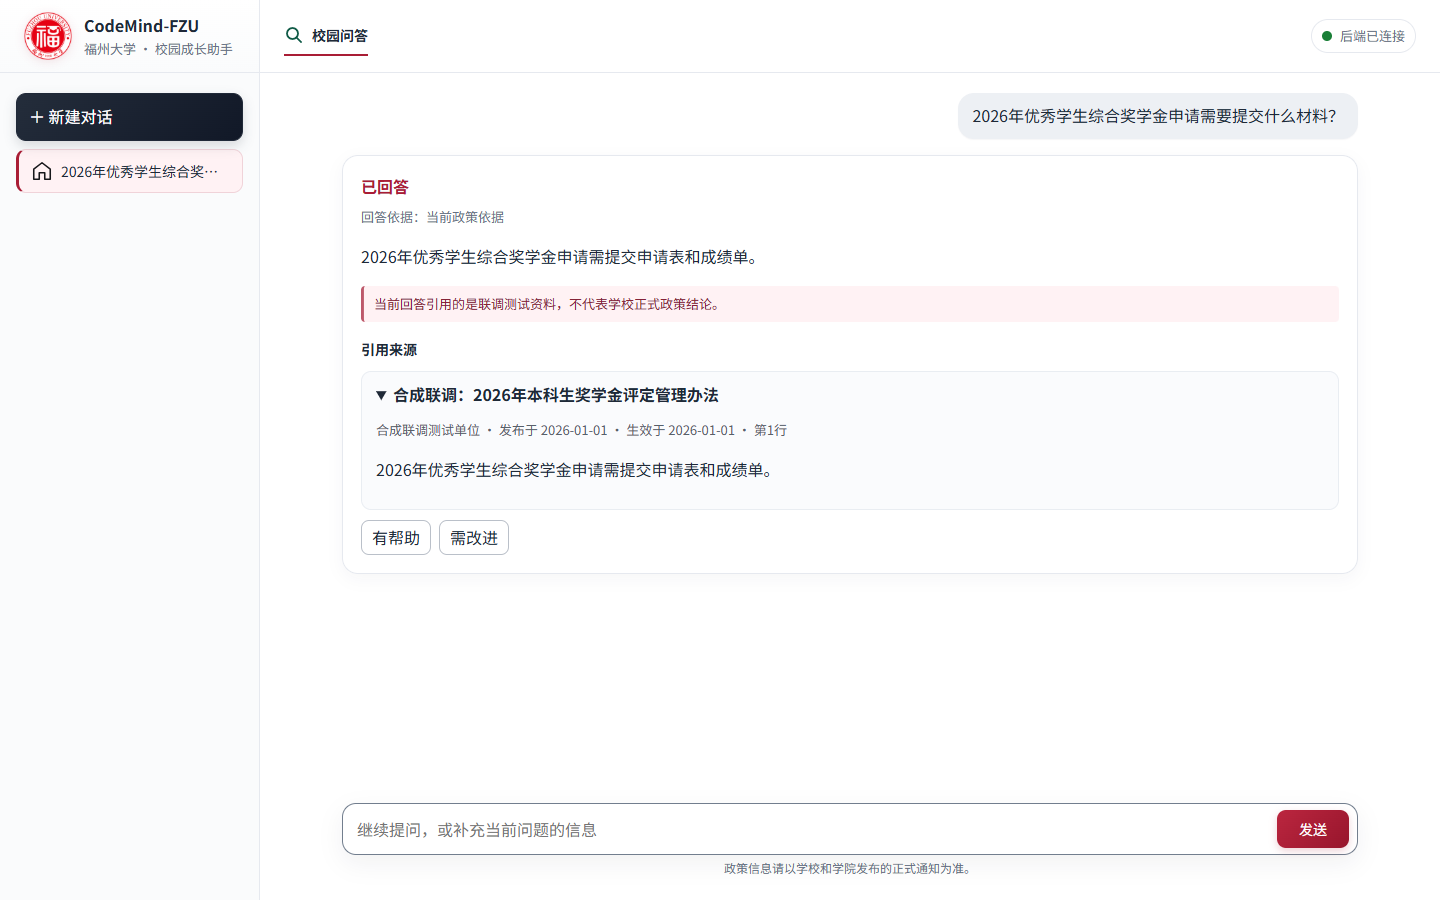 CodeMind-FZU
福州大学 · 校园成长助手
校园问答
后端已连接
+ 新建对话
2026年优秀学生综合奖…
2026年优秀学生综合奖学金申请需要提交什么材料？
已回答
回答依据：当前政策依据
2026年优秀学生综合奖学金申请需提交申请表和成绩单。
当前回答引用的是联调测试资料，不代表学校正式政策结论。
引用来源
▼ 合成联调：2026年本科生奖学金评定管理办法
合成联调测试单位 · 发布于 2026-01-01 · 生效于 2026-01-01 · 第1行
2026年优秀学生综合奖学金申请需提交申请表和成绩单。
有帮助
需改进
继续提问，或补充当前问题的信息
发送
政策信息请以学校和学院发布的正式通知为准。